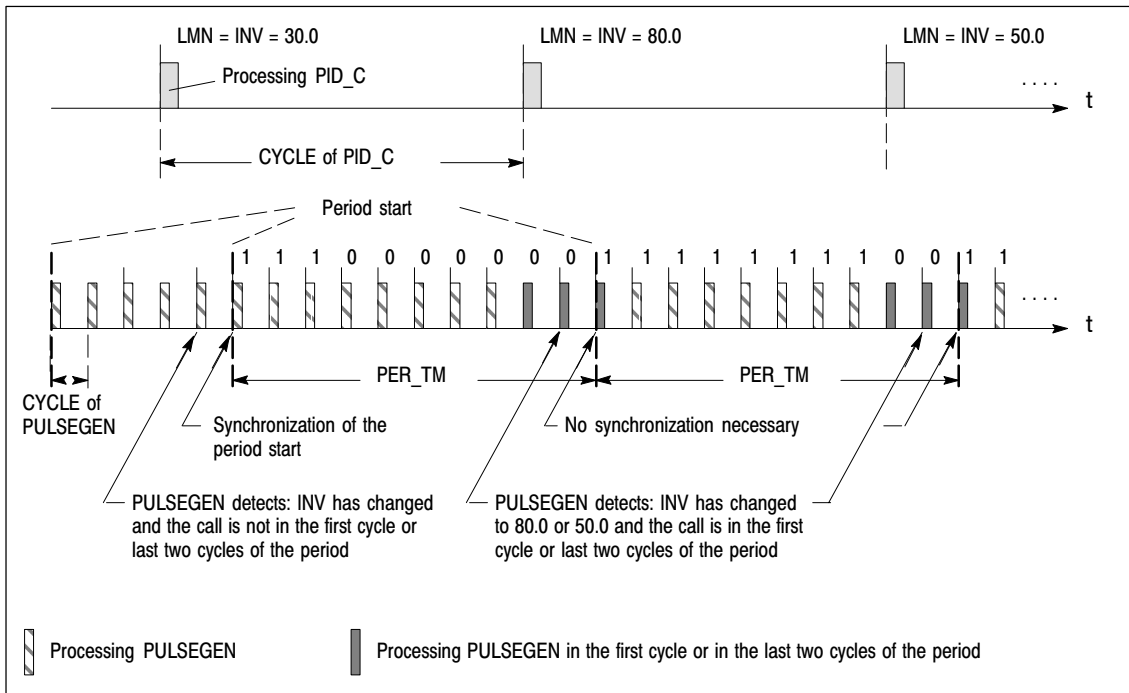 LMN = INV = 30.0 LMN = INV = 80.0 LMN = INV = 50.0
Processing PID_C
. . . .
t
CYCLE of PID_C
Period start
1 1 1 0 0 0 0 0 0 0 1 1 1 1 1 1 1 1 0 0 1 1
. . . .
t
PER_TM PER_TM
CYCLE of
PULSEGEN
Synchronization of the
period start
No synchronization necessary
PULSEGEN detects: INV has changed
and the call is not in the first cycle or
last two cycles of the period
PULSEGEN detects: INV has changed
to 80.0 or 50.0 and the call is in the first
cycle or last two cycles of the period
Processing PULSEGEN
Processing PULSEGEN in the first cycle or in the last two cycles of the period